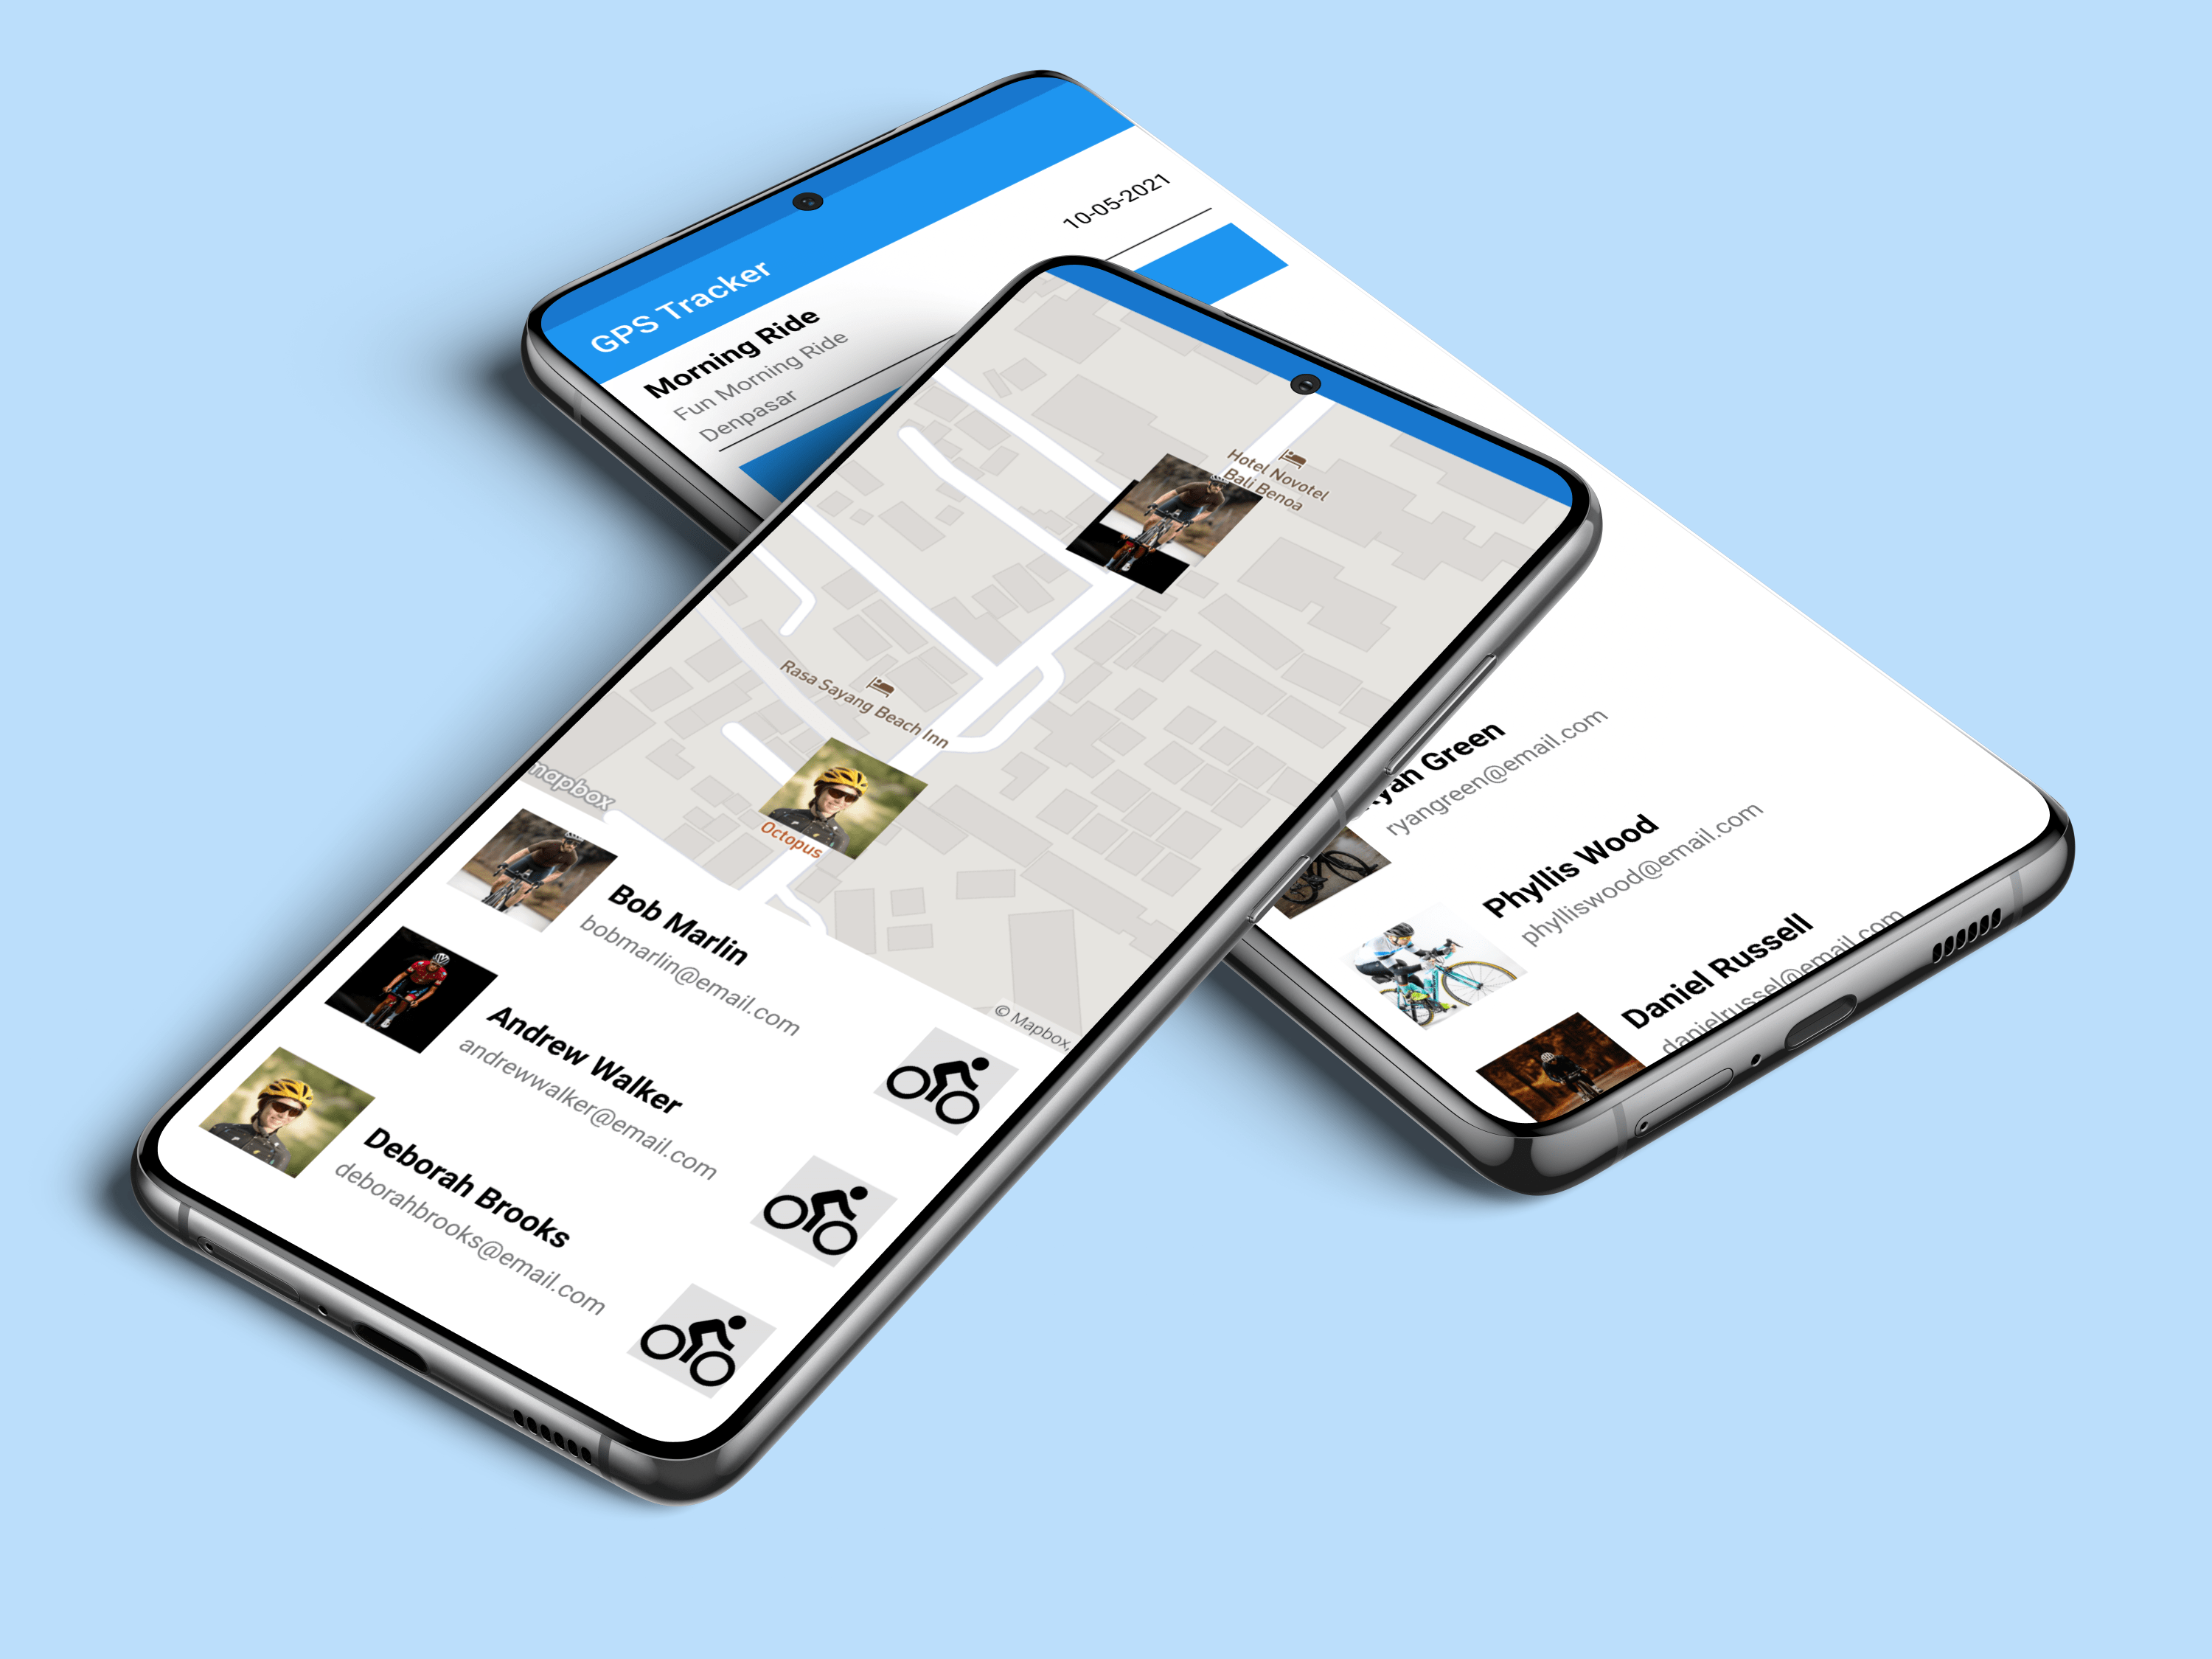 GPS Tracker
Morning Ride
10-05-2021
Fun Morning Ride
Denpasar
Ryan Green
ryangreen@email.com
Phyllis Wood
phylliswood@email.com
Daniel Russell
danielrussel@email.com
Hotel Novotel
Bali Benoa
Rasa Sayang Beach Inn
Octopus
mapbox
© Mapbox,
Bob Marlin
bobmarlin@email.com
Andrew Walker
andrewwalker@email.com
Deborah Brooks
deborahbrooks@email.com